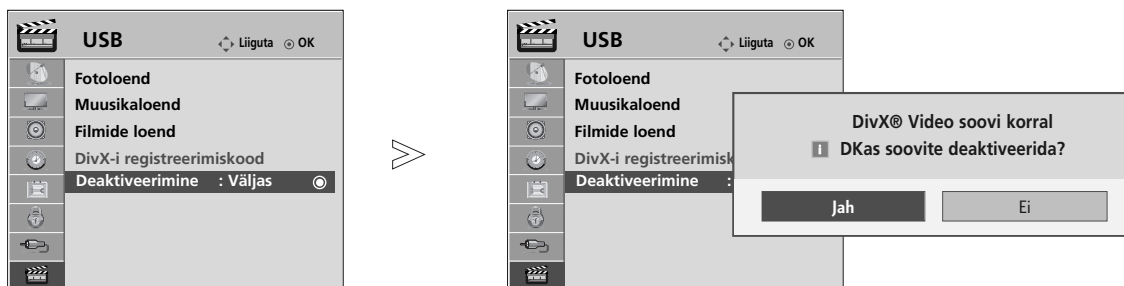 USB
Liiguta OK
Fotoloend
Muusikaloend
Filmide loend
DivX-i registreerimiskood
Deaktiveerimine : Väljas
USB
Liiguta OK
Fotoloend
Muusikaloend
Filmide loend
DivX-i registreerimisk
Deaktiveerimine :
DivX® Video soovi korral
DKas soovite deaktiveerida?
Jah
Ei